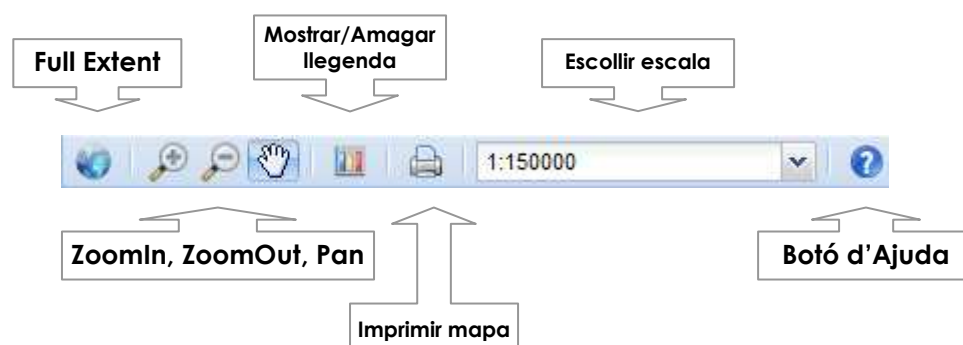 Full Extent
Mostrar/Amagar
llegenda
Escollir escala
1:150000
ZoomIn, ZoomOut, Pan
Botó d’Ajuda
Imprimir mapa